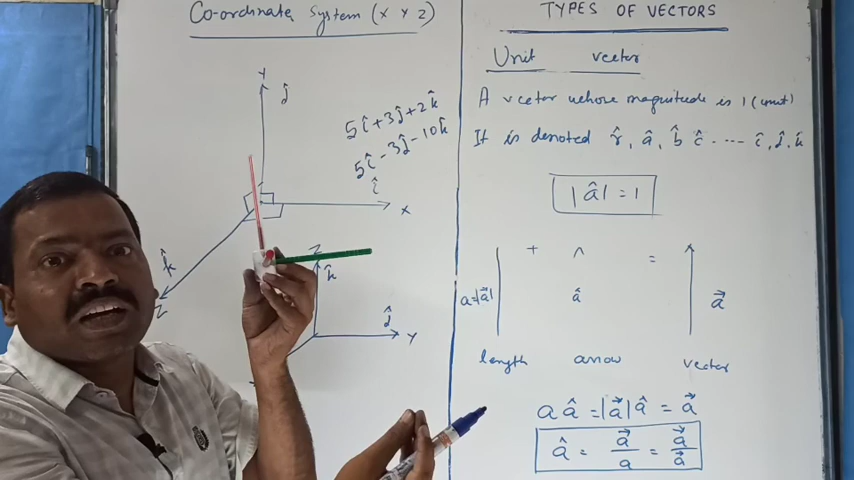 Co-ordinate System (X Y Z)
Y
ĵ
5î+3ĵ+2k̂
5î-3ĵ-10k̂
î
X
k̂
Z
Z
k̂
ĵ
Y
TYPES OF VECTORS
Unit vector
A vector whose magnitude is 1 (unit)
It is denoted r̂, â, b̂ ĉ ---- î, ĵ, k̂
|â| = 1
+ ^ =
a=|a⃗| â a⃗
length arrow vector
a â = |a⃗| â = a⃗
â = a⃗/a = a⃗/a⃗